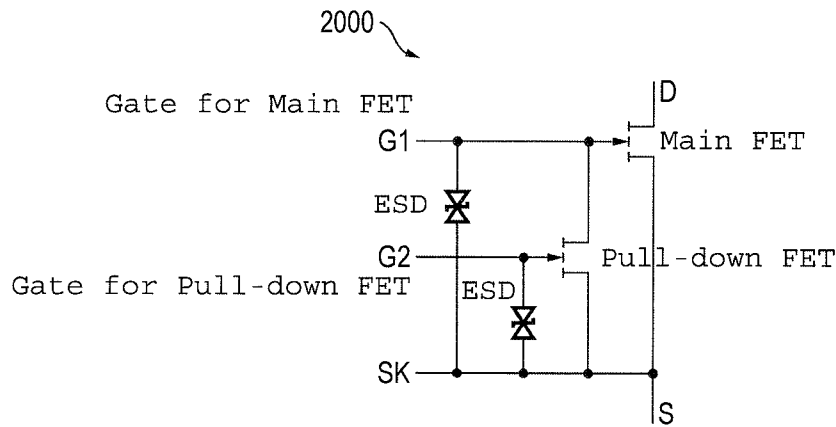 2000
D
Gate for Main FET
G1
Main FET
ESD
G2
Pull-down FET
Gate for Pull-down FET
ESD
SK
S